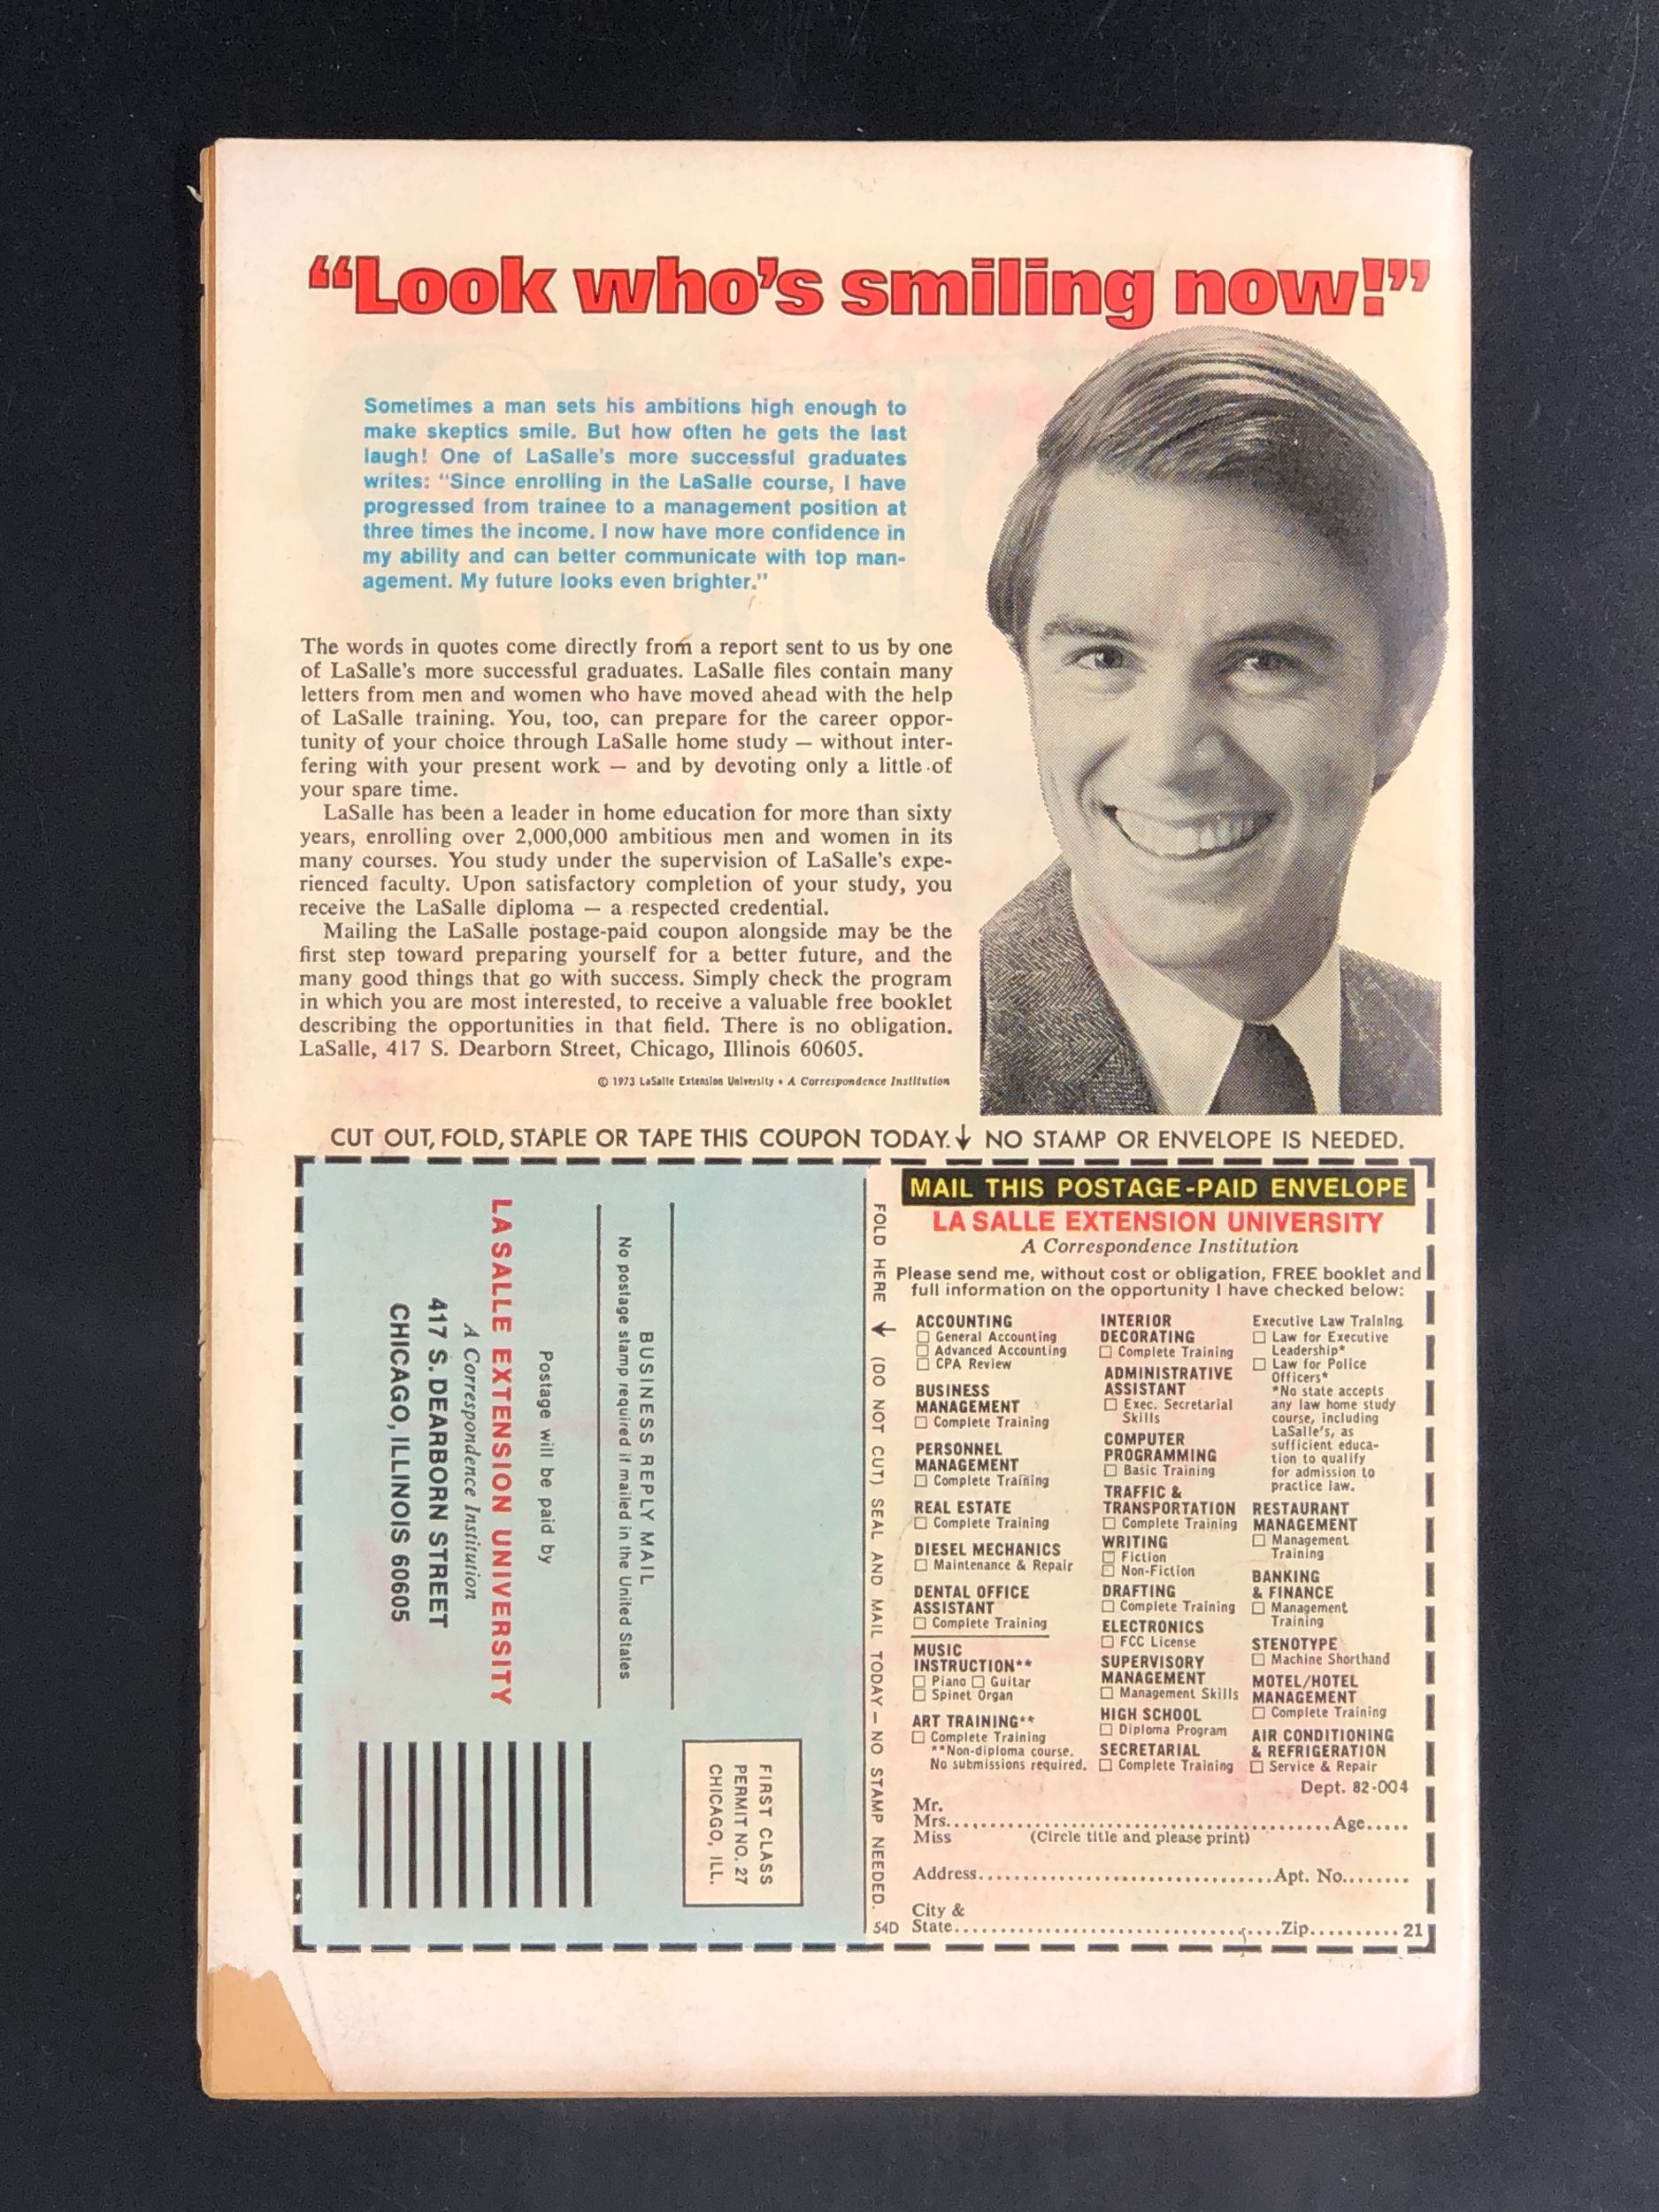 “Look who’s smiling now!”
Sometimes a man sets his ambitions high enough to
make skeptics smile. But how often he gets the last
laugh! One of LaSalle’s more successful graduates
writes: “Since enrolling in the LaSalle course, I have
progressed from trainee to a management position at
three times the income. I now have more confidence in
my ability and can better communicate with top man-
agement. My future looks even brighter.”
The words in quotes come directly from a report sent to us by one
of LaSalle’s more successful graduates. LaSalle files contain many
letters from men and women who have moved ahead with the help
of LaSalle training. You, too, can prepare for the career oppor-
tunity of your choice through LaSalle home study — without inter-
fering with your present work — and by devoting only a little of
your spare time.
LaSalle has been a leader in home education for more than sixty
years, enrolling over 2,000,000 ambitious men and women in its
many courses. You study under the supervision of LaSalle’s expe-
rienced faculty. Upon satisfactory completion of your study, you
receive the LaSalle diploma — a respected credential.
Mailing the LaSalle postage-paid coupon alongside may be the
first step toward preparing yourself for a better future, and the
many good things that go with success. Simply check the program
in which you are most interested, to receive a valuable free booklet
describing the opportunities in that field. There is no obligation.
LaSalle, 417 S. Dearborn Street, Chicago, Illinois 60605.
© 1973 LaSalle Extension University • A Correspondence Institution
CUT OUT, FOLD, STAPLE OR TAPE THIS COUPON TODAY. ↓ NO STAMP OR ENVELOPE IS NEEDED.
FIRST CLASS
PERMIT NO. 27
CHICAGO, ILL.
BUSINESS REPLY MAIL
No postage stamp required if mailed in the United States
Postage will be paid by
LA SALLE EXTENSION UNIVERSITY
A Correspondence Institution
417 S. DEARBORN STREET
CHICAGO, ILLINOIS 60605
FOLD HERE → (DO NOT CUT) SEAL AND MAIL TODAY — NO STAMP NEEDED.
54D
MAIL THIS POSTAGE-PAID ENVELOPE
LA SALLE EXTENSION UNIVERSITY
A Correspondence Institution
Please send me, without cost or obligation, FREE booklet and
full information on the opportunity I have checked below:
ACCOUNTING
☐ General Accounting
☐ Advanced Accounting
☐ CPA Review
BUSINESS
MANAGEMENT
☐ Complete Training
PERSONNEL
MANAGEMENT
☐ Complete Training
REAL ESTATE
☐ Complete Training
DIESEL MECHANICS
☐ Maintenance & Repair
DENTAL OFFICE
ASSISTANT
☐ Complete Training
MUSIC
INSTRUCTION**
☐ Piano ☐ Guitar
☐ Spinet Organ
ART TRAINING**
☐ Complete Training
**Non-diploma course.
No submissions required.
INTERIOR
DECORATING
☐ Complete Training
ADMINISTRATIVE
ASSISTANT
☐ Exec. Secretarial
Skills
COMPUTER
PROGRAMMING
☐ Basic Training
TRAFFIC &
TRANSPORTATION
☐ Complete Training
WRITING
☐ Fiction
☐ Non-Fiction
DRAFTING
☐ Complete Training
ELECTRONICS
☐ FCC License
SUPERVISORY
MANAGEMENT
☐ Management Skills
HIGH SCHOOL
☐ Diploma Program
SECRETARIAL
☐ Complete Training
Executive Law Training
☐ Law for Executive
Leadership*
☐ Law for Police
Officers*
*No state accepts
any law home study
course, including
LaSalle’s, as
sufficient educa-
tion to qualify
for admission to
practice law.
RESTAURANT
MANAGEMENT
☐ Management
Training
BANKING
& FINANCE
☐ Management
Training
STENOTYPE
☐ Machine Shorthand
MOTEL/HOTEL
MANAGEMENT
☐ Complete Training
AIR CONDITIONING
& REFRIGERATION
☐ Service & Repair
Dept. 82-004
Mr.
Mrs. ........ Age.....
Miss (Circle title and please print)
Address ........ Apt. No.........
City &
State ........ Zip.......... 21